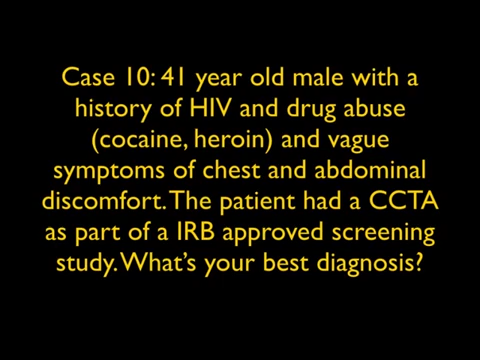 Case 10: 41 year old male with a
history of HIV and drug abuse
(cocaine, heroin) and vague
symptoms of chest and abdominal
discomfort. The patient had a CCTA
as part of a IRB approved screening
study. What’s your best diagnosis?